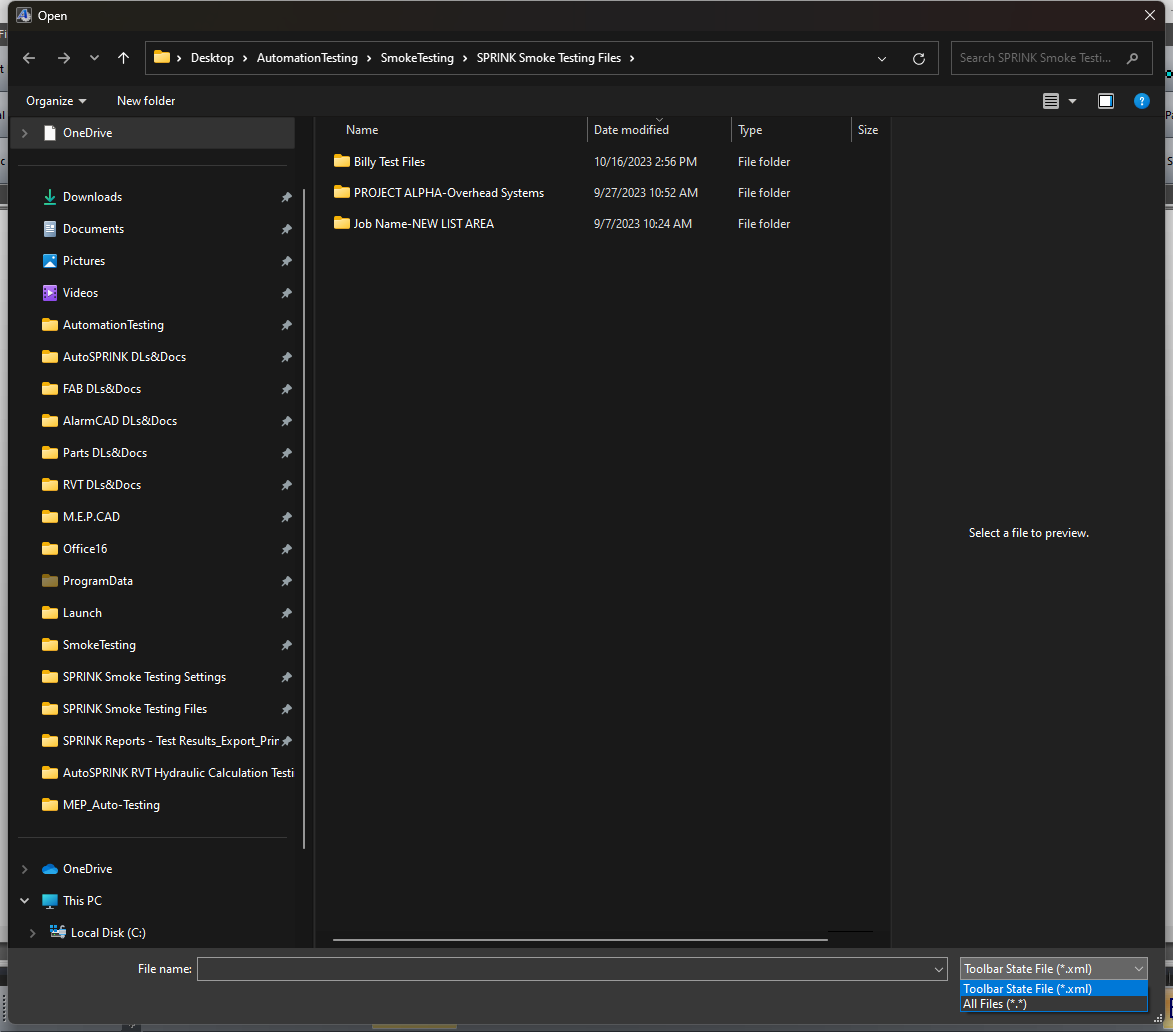 Open
Desktop > AutomationTesting > SmokeTesting > SPRINK Smoke Testing Files >
Search SPRINK Smoke Testi...
Organize
New folder
?
OneDrive
Downloads
Documents
Pictures
Videos
AutomationTesting
AutoSPRINK DLs&Docs
FAB DLs&Docs
AlarmCAD DLs&Docs
Parts DLs&Docs
RVT DLs&Docs
M.E.P.CAD
Office16
ProgramData
Launch
SmokeTesting
SPRINK Smoke Testing Settings
SPRINK Smoke Testing Files
SPRINK Reports - Test Results_Export_Prin
AutoSPRINK RVT Hydraulic Calculation Testi
MEP_Auto-Testing
OneDrive
This PC
Local Disk (C:)
Name Date modified Type Size
Billy Test Files 10/16/2023 2:56 PM File folder
PROJECT ALPHA-Overhead Systems 9/27/2023 10:52 AM File folder
Job Name-NEW LIST AREA 9/7/2023 10:24 AM File folder
Select a file to preview.
File name:
Toolbar State File (*.xml)
Toolbar State File (*.xml)
All Files (*.*)